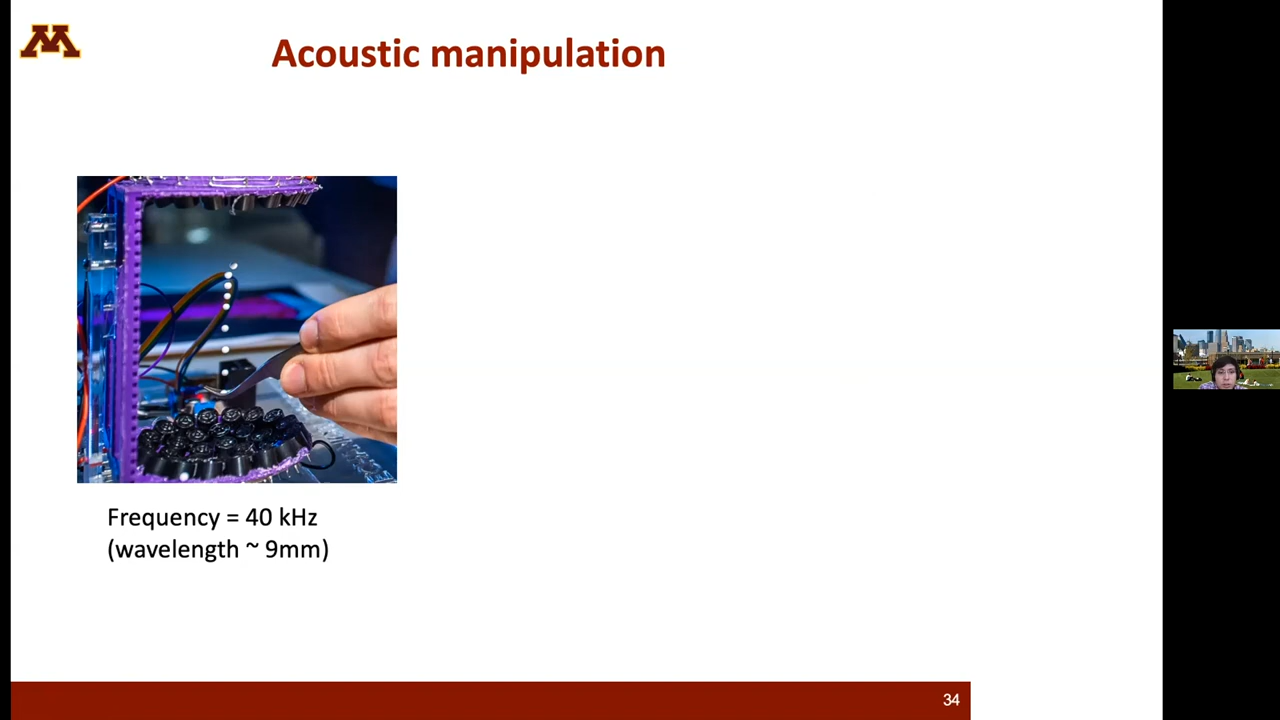 M
Acoustic manipulation
Frequency = 40 kHz
(wavelength ~ 9mm)
34